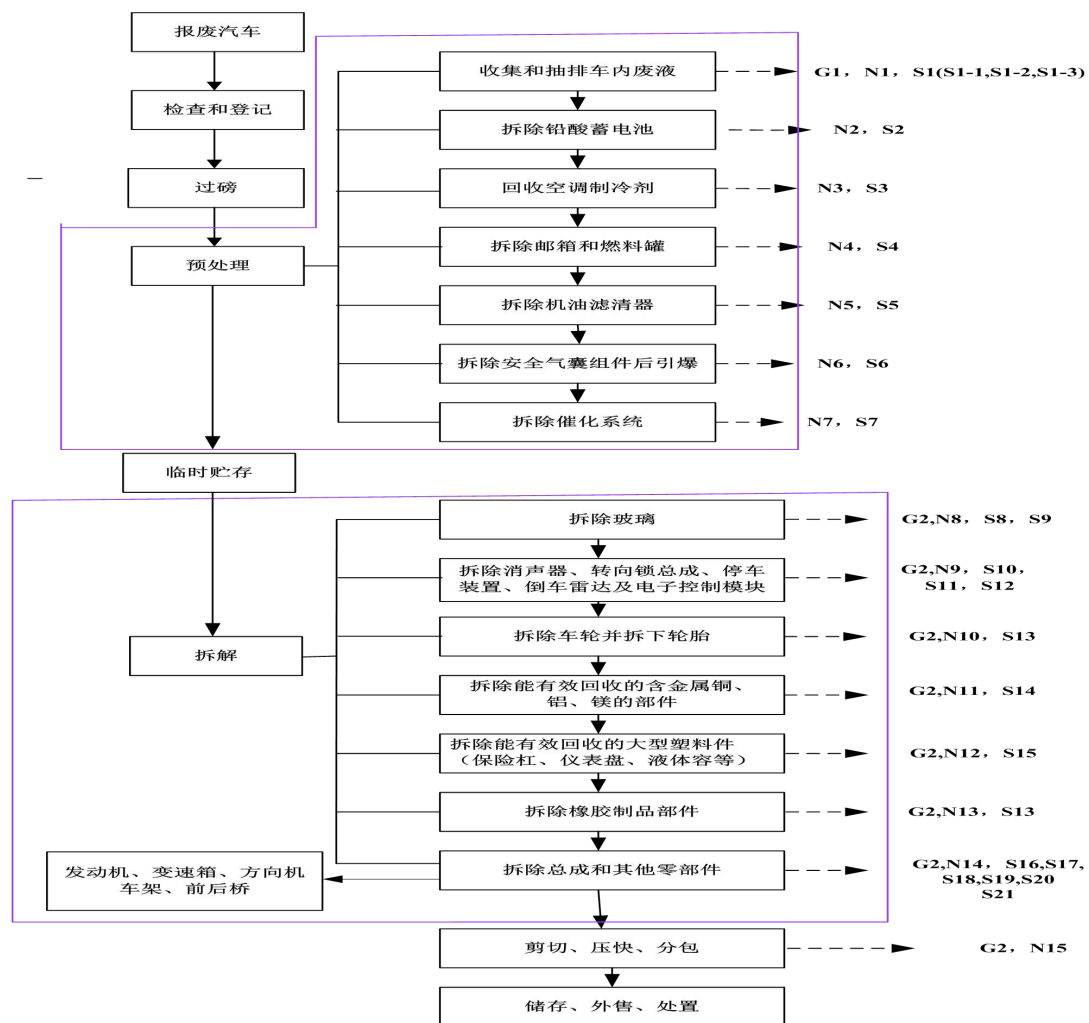 报废汽车
检查和登记
过磅
预处理
收集和抽排车内废液
G1，N1，S1(S1-1,S1-2,S1-3)
拆除铅酸蓄电池
N2，S2
回收空调制冷剂
N3，S3
拆除邮箱和燃料罐
N4，S4
拆除机油滤清器
N5，S5
拆除安全气囊组件后引爆
N6，S6
拆除催化系统
N7，S7
临时贮存
拆解
拆除玻璃
G2,N8，S8，S9
拆除消声器、转向锁总成、停车
装置、倒车雷达及电子控制模块
G2,N9，S10，
S11，S12
拆除车轮并拆下轮胎
G2,N10，S13
拆除能有效回收的含金属铜、
铝、镁的部件
G2,N11，S14
拆除能有效回收的大型塑料件
（保险杠、仪表盘、液体容等）
G2,N12，S15
拆除橡胶制品部件
G2,N13，S13
拆除总成和其他零部件
G2,N14，S16,S17,
S18,S19,S20
S21
发动机、变速箱、方向机
车架、前后桥
剪切、压快、分包
G2，N15
储存、外售、处置